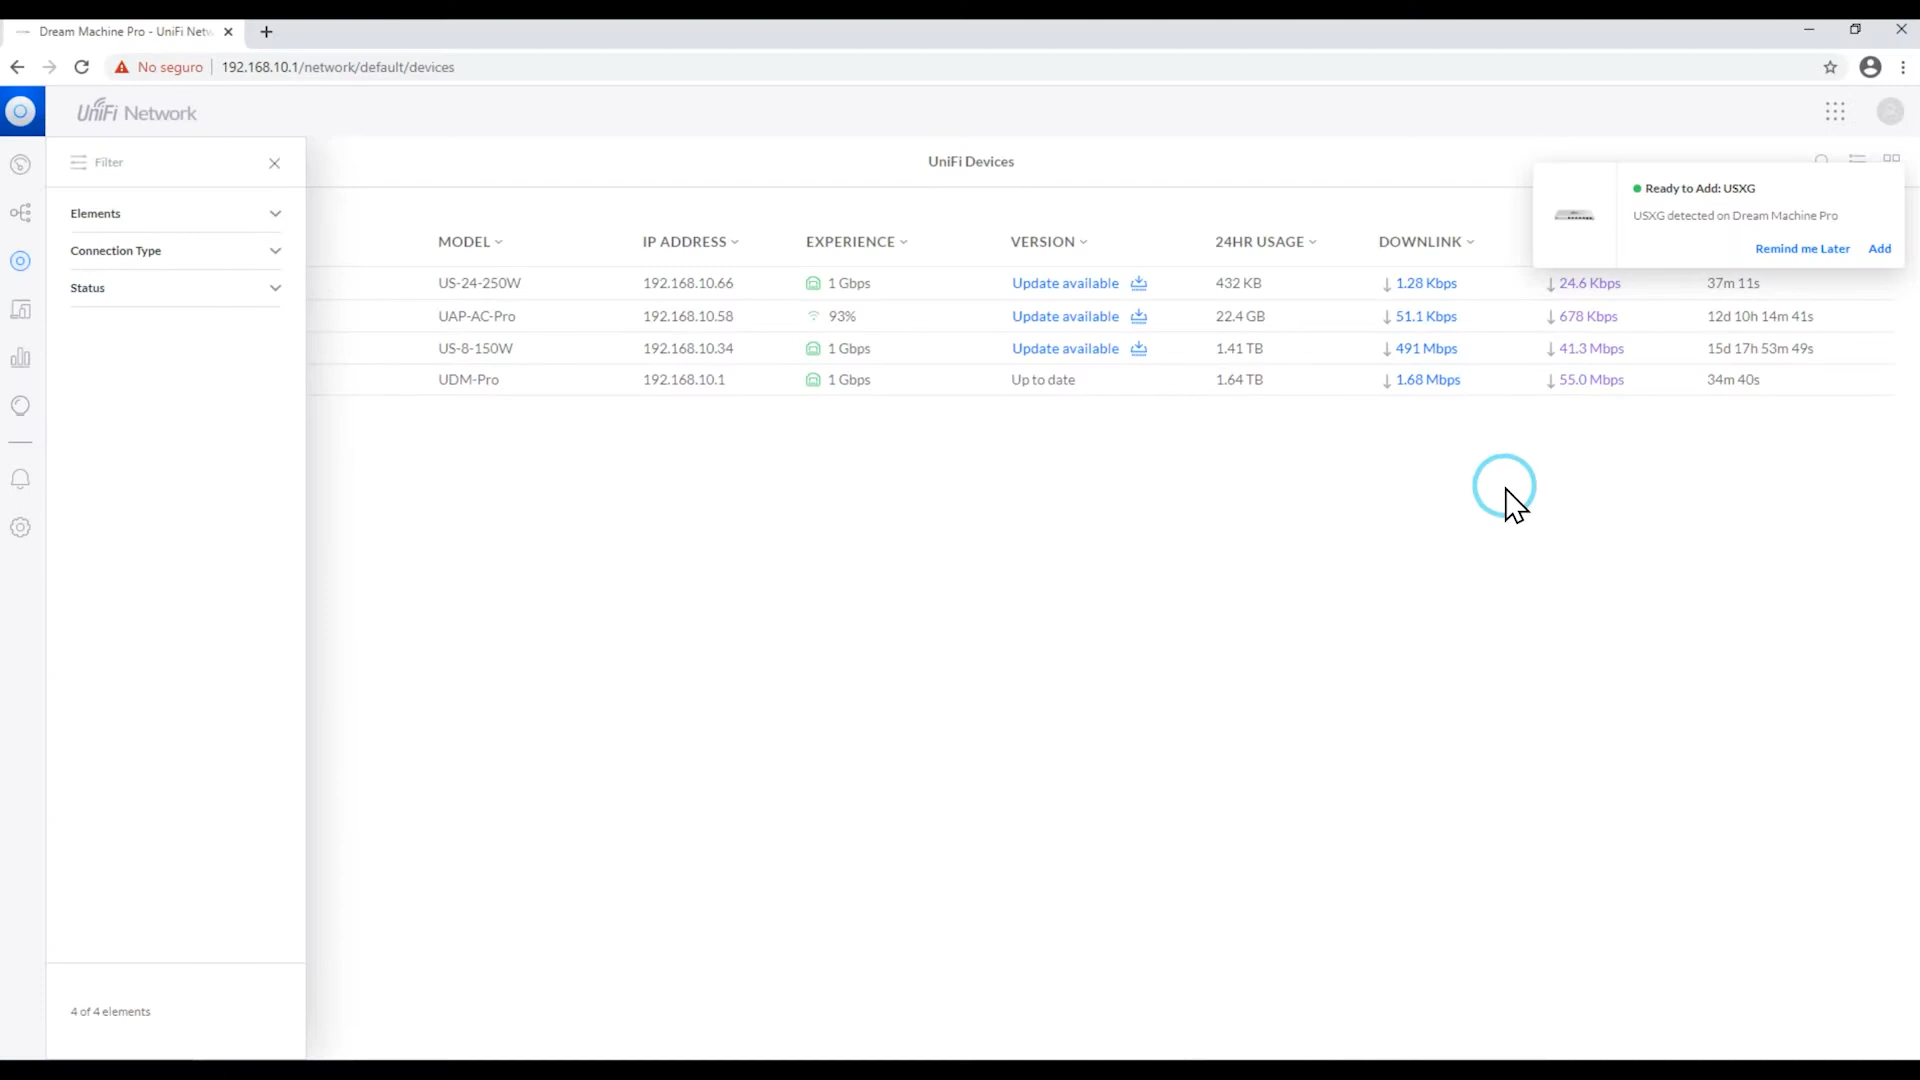 Dream Machine Pro - UniFi Netw
No seguro | 192.168.10.1/network/default/devices
UniFi Network
Filter
UniFi Devices
Ready to Add: USXG
USXG detected on Dream Machine Pro
Remind me Later Add
Elements
Connection Type
Status
MODEL IP ADDRESS EXPERIENCE VERSION 24HR USAGE DOWNLINK
US-24-250W 192.168.10.66 1 Gbps Update available 432 KB 1.28 Kbps 24.6 Kbps 37m 11s
UAP-AC-Pro 192.168.10.58 93% Update available 22.4 GB 51.1 Kbps 678 Kbps 12d 10h 14m 41s
US-8-150W 192.168.10.34 1 Gbps Update available 1.41 TB 491 Mbps 41.3 Mbps 15d 17h 53m 49s
UDM-Pro 192.168.10.1 1 Gbps Up to date 1.64 TB 1.68 Mbps 55.0 Mbps 34m 40s
4 of 4 elements